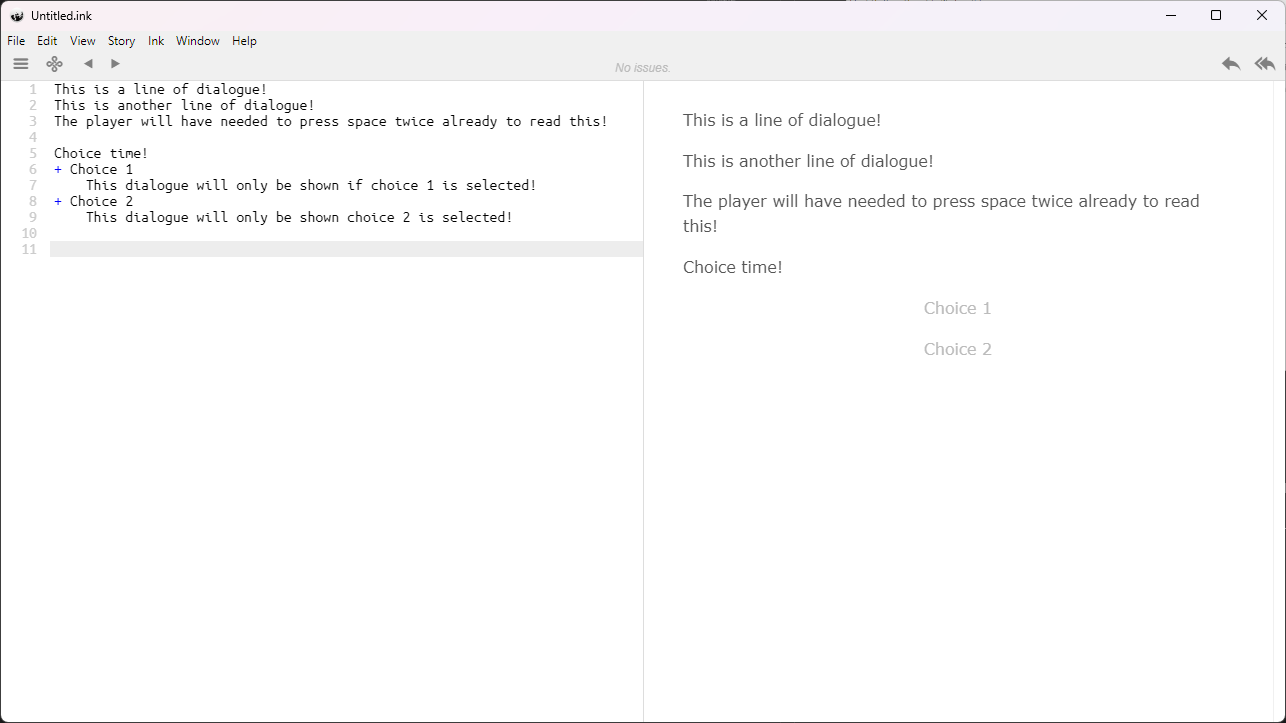 Untitled.ink
File Edit View Story Ink Window Help
No issues.
1 This is a line of dialogue!
2 This is another line of dialogue!
3 The player will have needed to press space twice already to read this!
4
5 Choice time!
6 + Choice 1
7 This dialogue will only be shown if choice 1 is selected!
8 + Choice 2
9 This dialogue will only be shown choice 2 is selected!
10
11
This is a line of dialogue!
This is another line of dialogue!
The player will have needed to press space twice already to read
this!
Choice time!
Choice 1
Choice 2